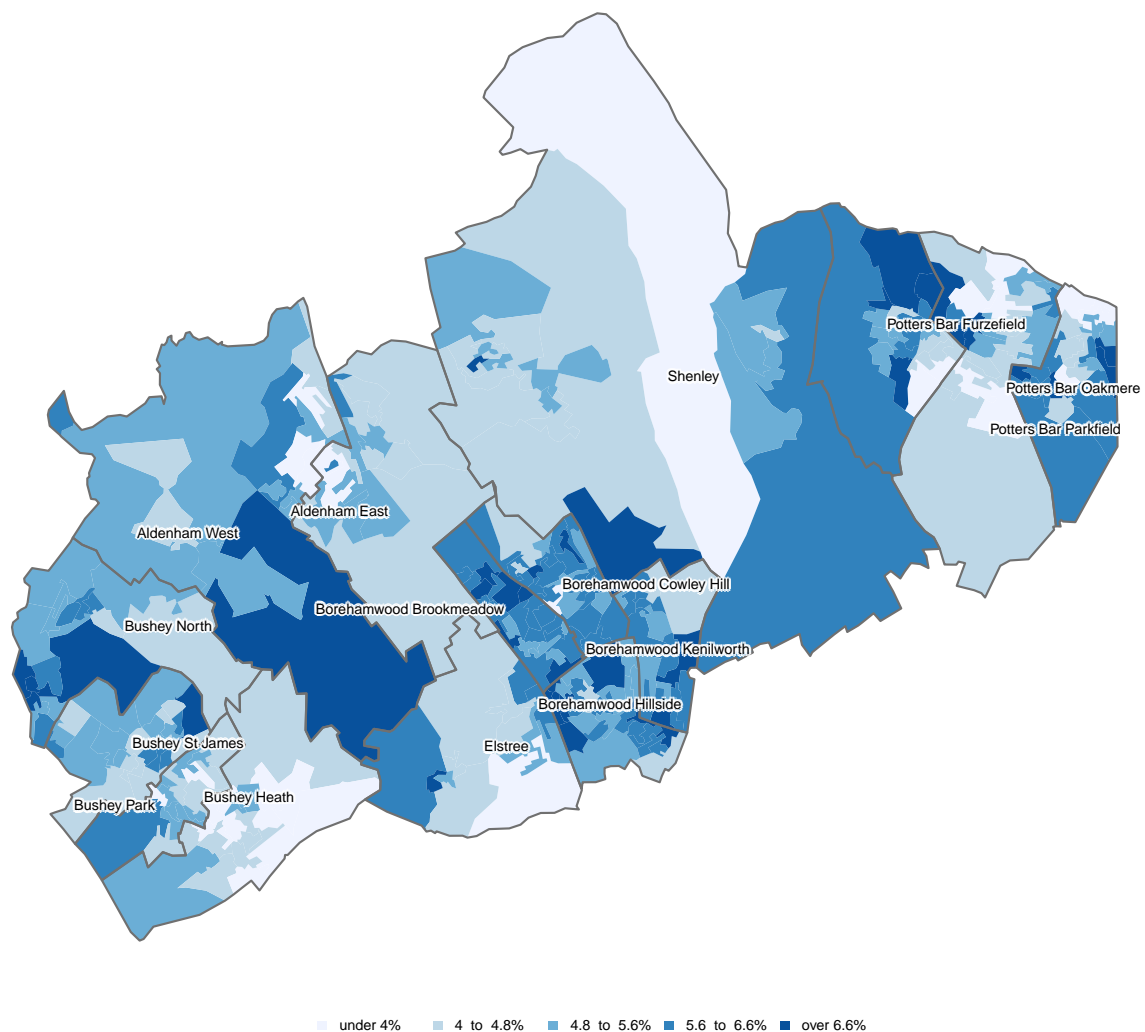 Potters Bar Furzefield
Shenley
Potters Bar Oakmere
Potters Bar Parkfield
Aldenham East
Aldenham West
Borehamwood Cowley Hill
Borehamwood Brookmeadow
Bushey North
Borehamwood Kenilworth
Borehamwood Hillside
Bushey St James
Elstree
Bushey Heath
Bushey Park
under 4% 4 to 4.8% 4.8 to 5.6% 5.6 to 6.6% over 6.6%